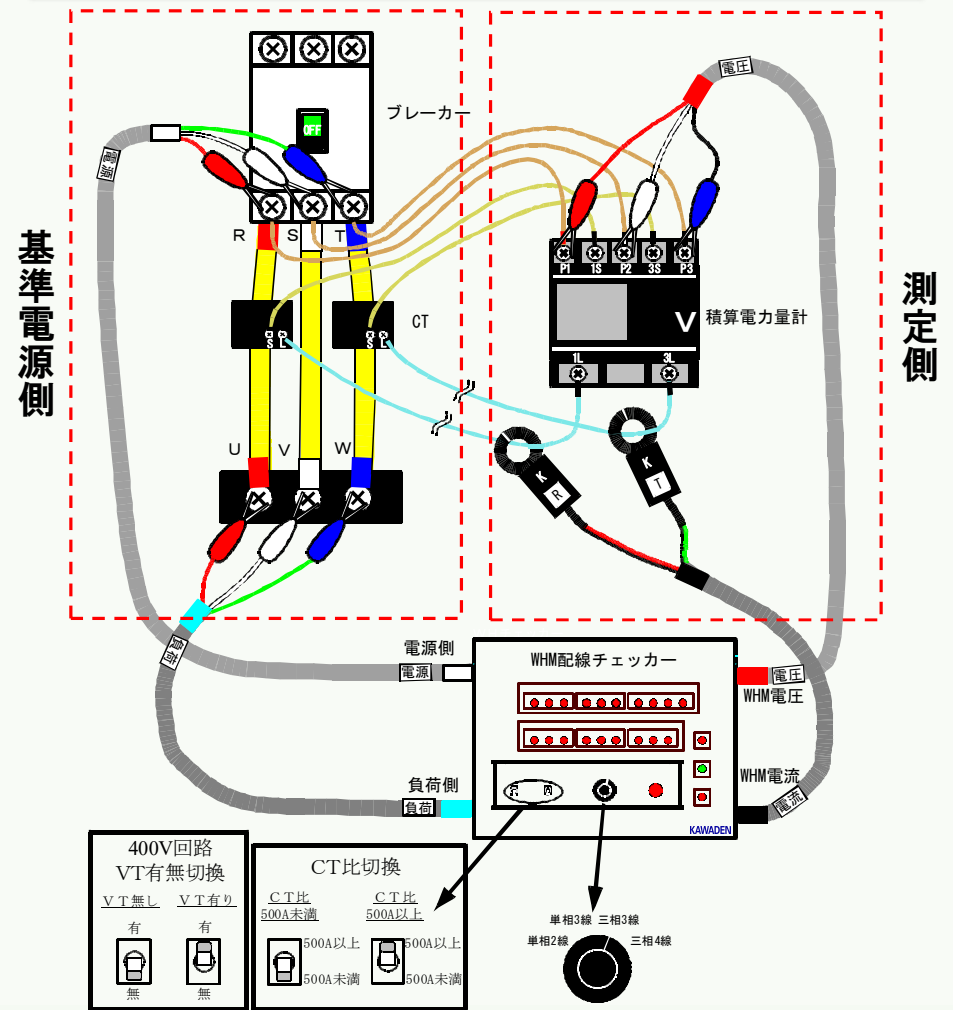 基準電源側
測定側
電源
OFF
ブレーカー
電圧
R
S
T
P1
1S
P2
3S
P3
V
積算電力量計
CT
S
L
S
L
1L
3L
U
V
W
K
R
K
T
負荷
電源側
電源
WHM配線チェッカー
電圧
WHM電圧
負荷側
負荷
WHM電流
電流
KAWADEN
400V回路
VT有無切換
VT無し
VT有り
有
有
無
無
CT比切換
CT比
500A未満
CT比
500A以上
500A以上
500A未満
500A以上
500A未満
単相3線
三相3線
単相2線
三相4線